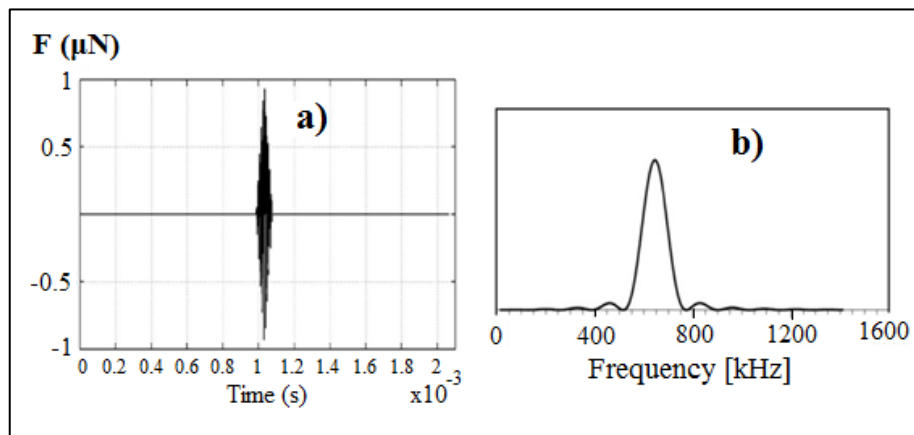 F (µN)
1
0.5
-0.5
-1
a)
0 0.2 0.4 0.6 0.8 1.0 1.2 1.4 1.6 1.8 2
Time (s)
x10⁻³
b)
0 400 800 1200 1600
Frequency [kHz]